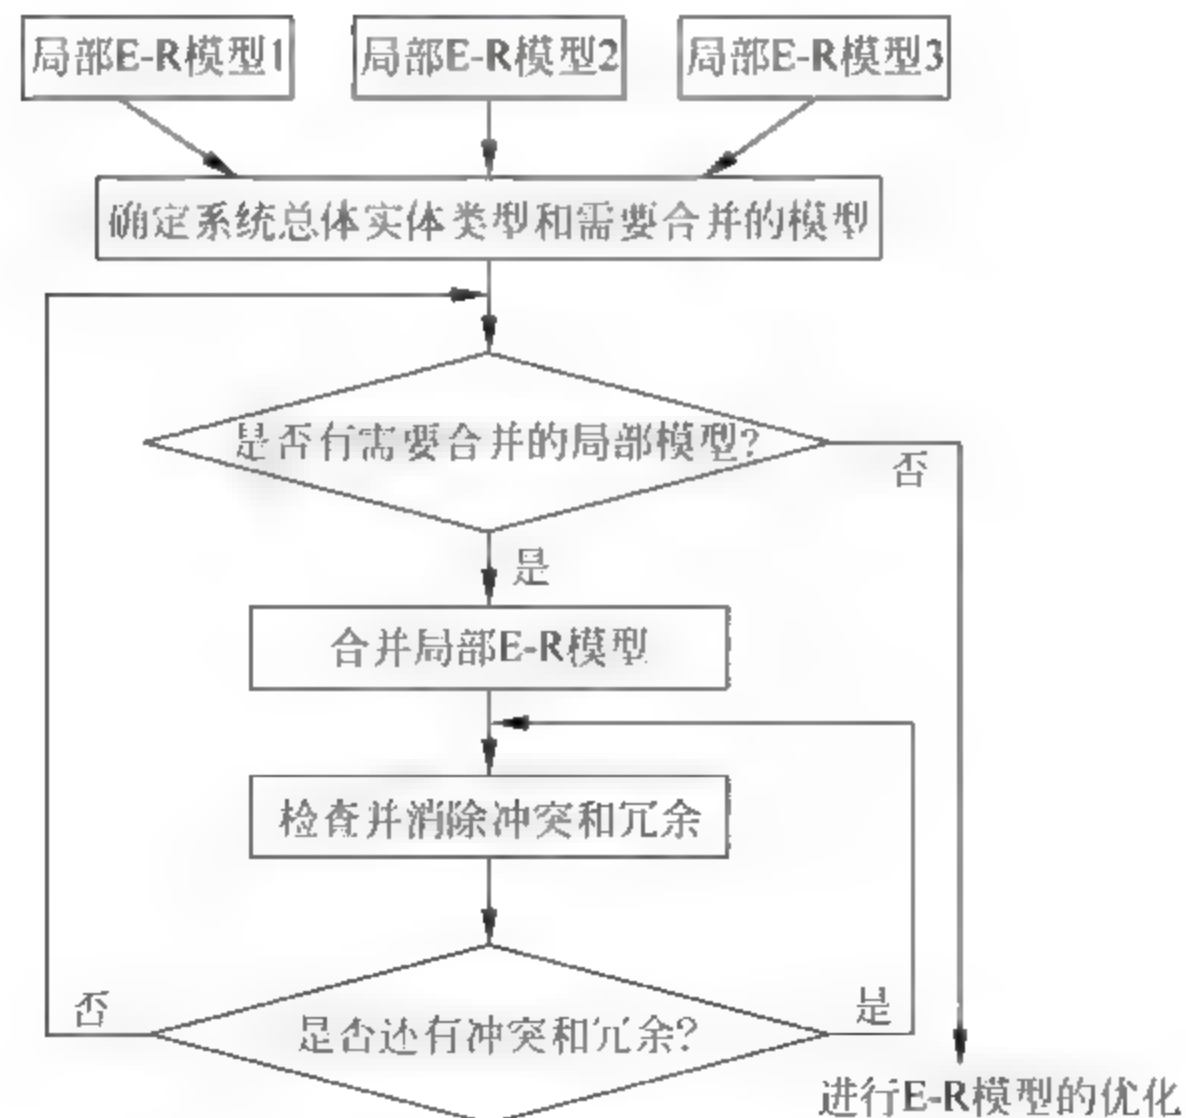 局部E-R模型1
局部E-R模型2
局部E-R模型3
确定系统总体实体类型和需要合并的模型
是否有需要合并的局部模型?
否
是
合并局部E-R模型
检查并消除冲突和冗余
否
是否还有冲突和冗余?
是
进行E-R模型的优化